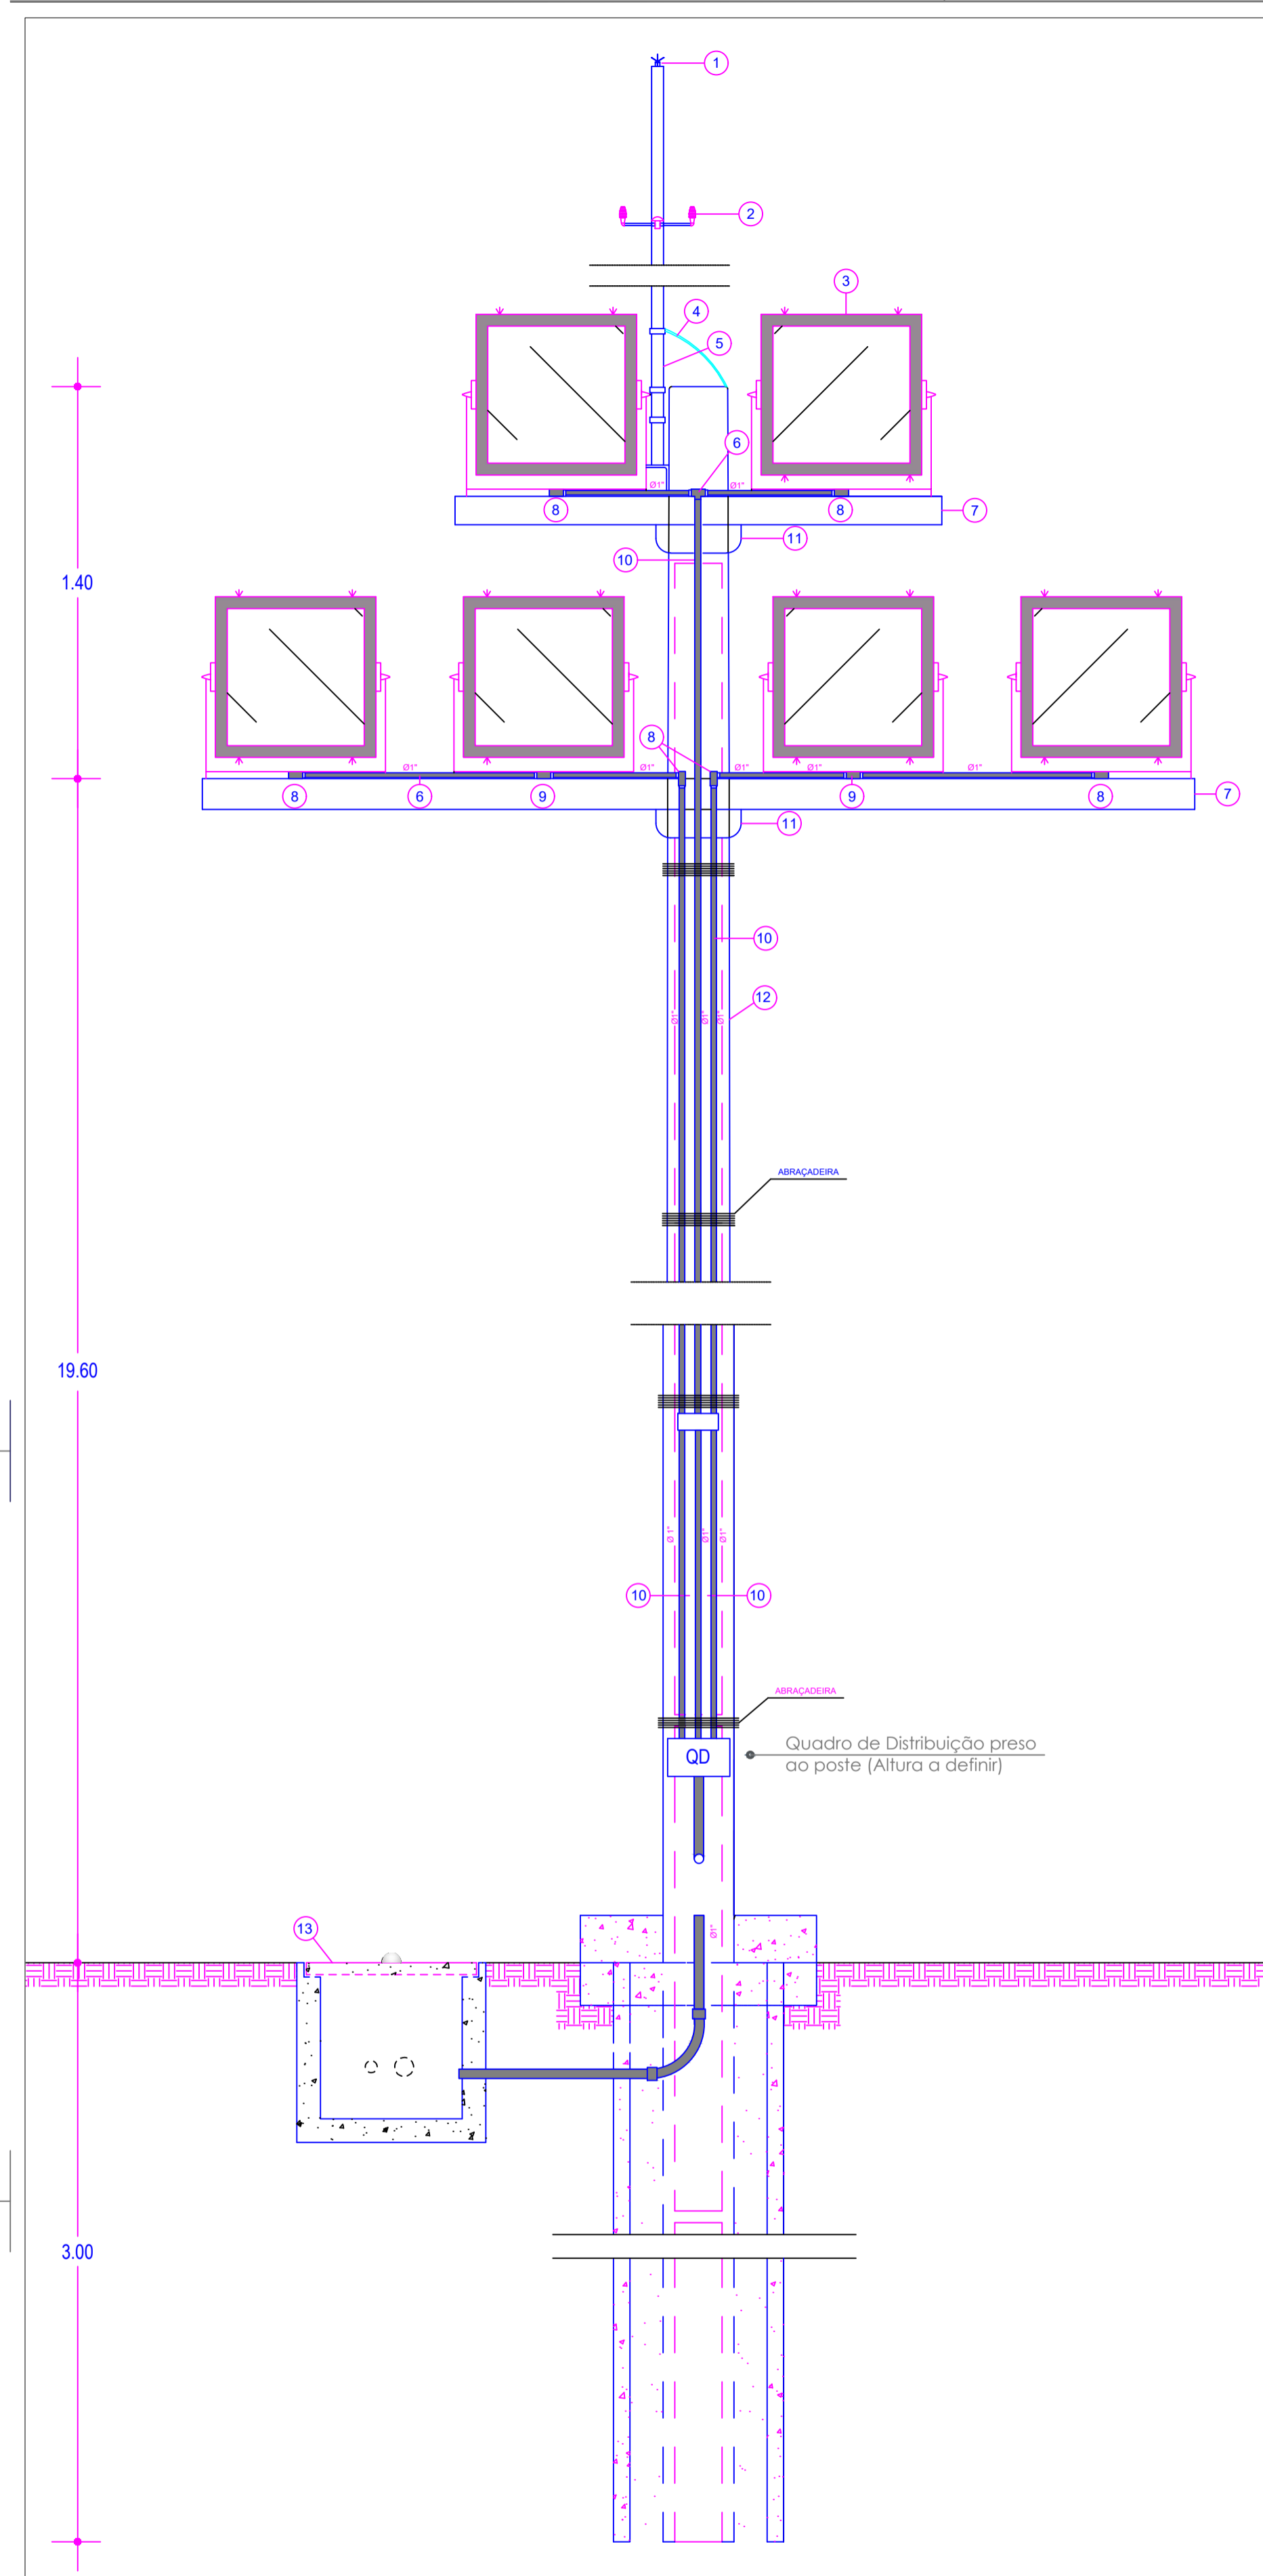 1
2
3
4
5
6
Ø1" Ø1"
8 8 7
11
10
1.40
8
Ø1" Ø1" Ø1" Ø1" Ø1"
8 6 9 9 8 7
11
10
12
Ø1" Ø1" Ø1"
ABRAÇADEIRA
19.60
Ø 1" Ø1" Ø1"
10 10
ABRAÇADEIRA
QD
Quadro de Distribuição preso
ao poste (Altura a definir)
13
Ø1"
3.00